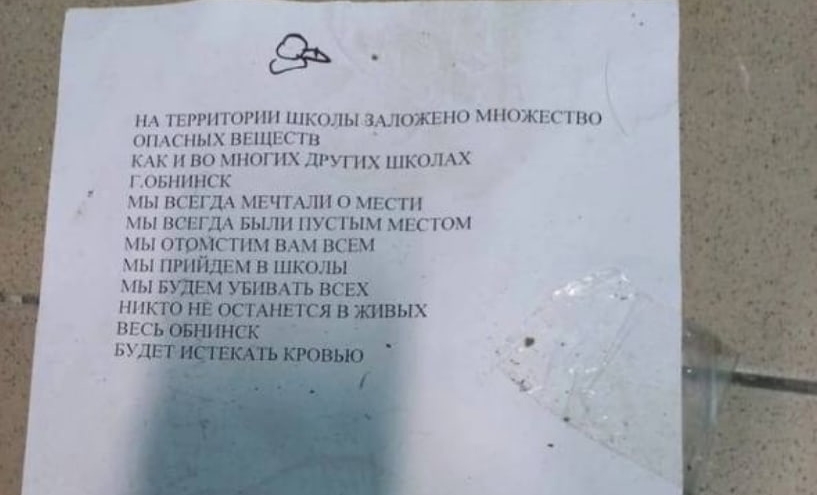 НА ТЕРРИТОРИИ ШКОЛЫ ЗАЛОЖЕНО МНОЖЕСТВО
ОПАСНЫХ ВЕЩЕСТВ
КАК И ВО МНОГИХ ДРУГИХ ШКОЛАХ
Г.ОБНИНСК
МЫ ВСЕГДА МЕЧТАЛИ О МЕСТИ
МЫ ВСЕГДА БЫЛИ ПУСТЫМ МЕСТОМ
МЫ ОТОМСТИМ ВАМ ВСЕМ
МЫ ПРИЙДЕМ В ШКОЛЫ
МЫ БУДЕМ УБИВАТЬ ВСЕХ
НИКТО НЕ ОСТАНЕТСЯ В ЖИВЫХ
ВЕСЬ ОБНИНСК
БУДЕТ ИСТЕКАТЬ КРОВЬЮ